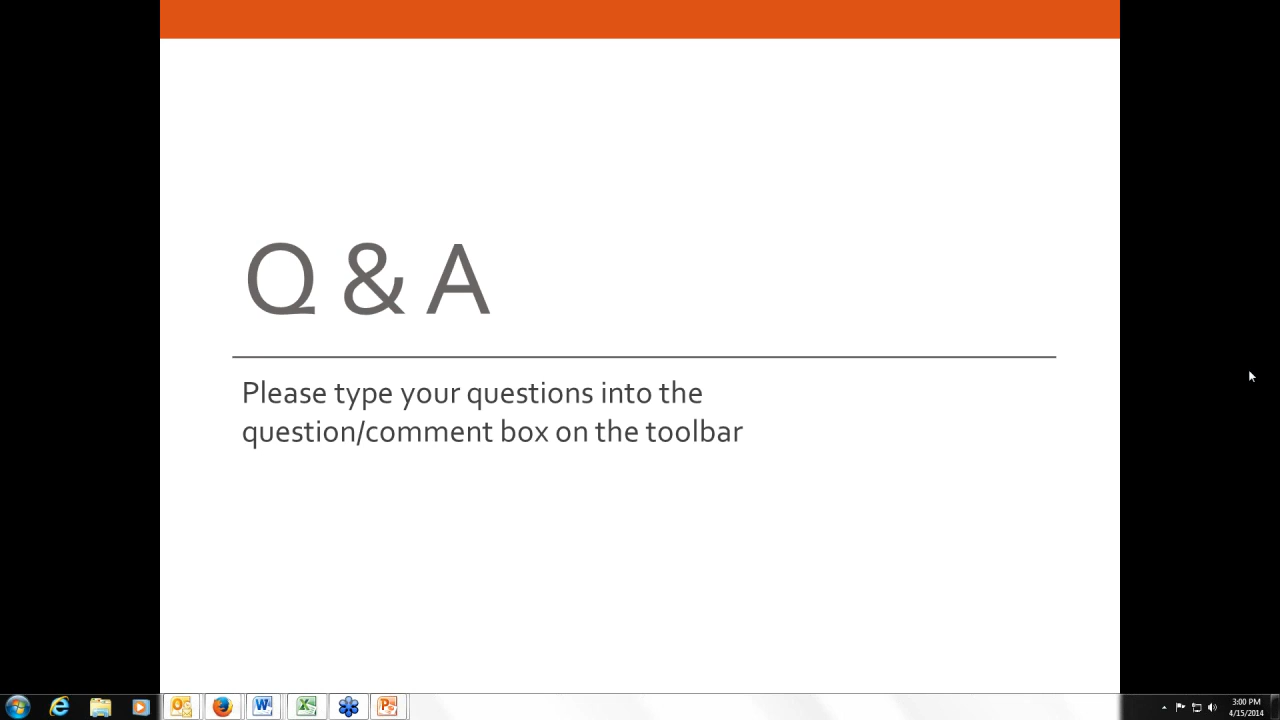 Q & A
Please type your questions into the
question/comment box on the toolbar
3:00 PM
4/15/2014